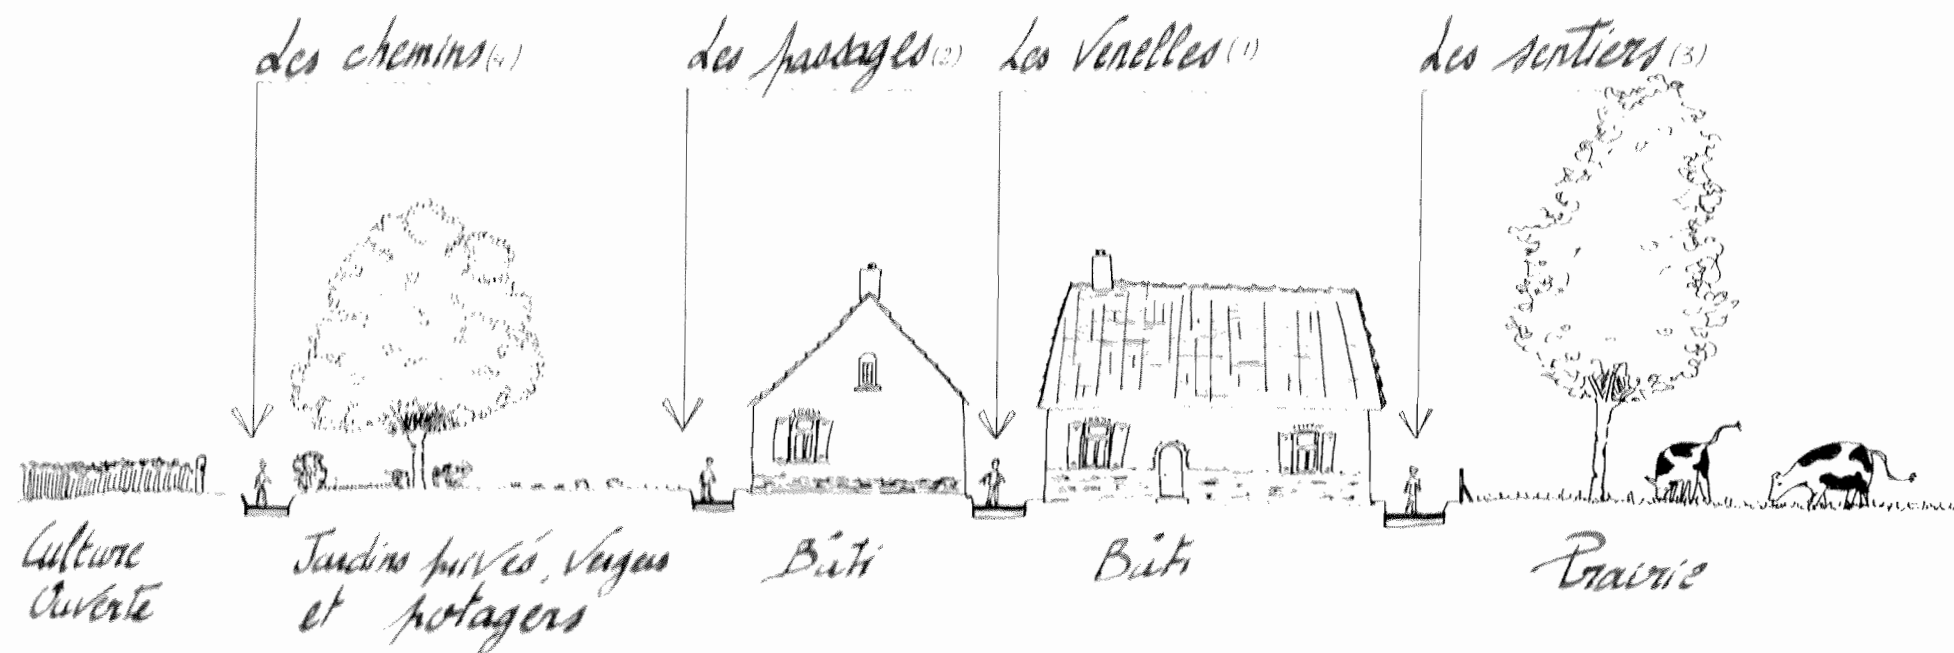 Les chemins (4)
Les passages (2)
Les Venelles (1)
Les sentiers (3)
Culture
Ouverte
Jardins privés, Vergers
et potagers
Bâti
Bâti
Prairie